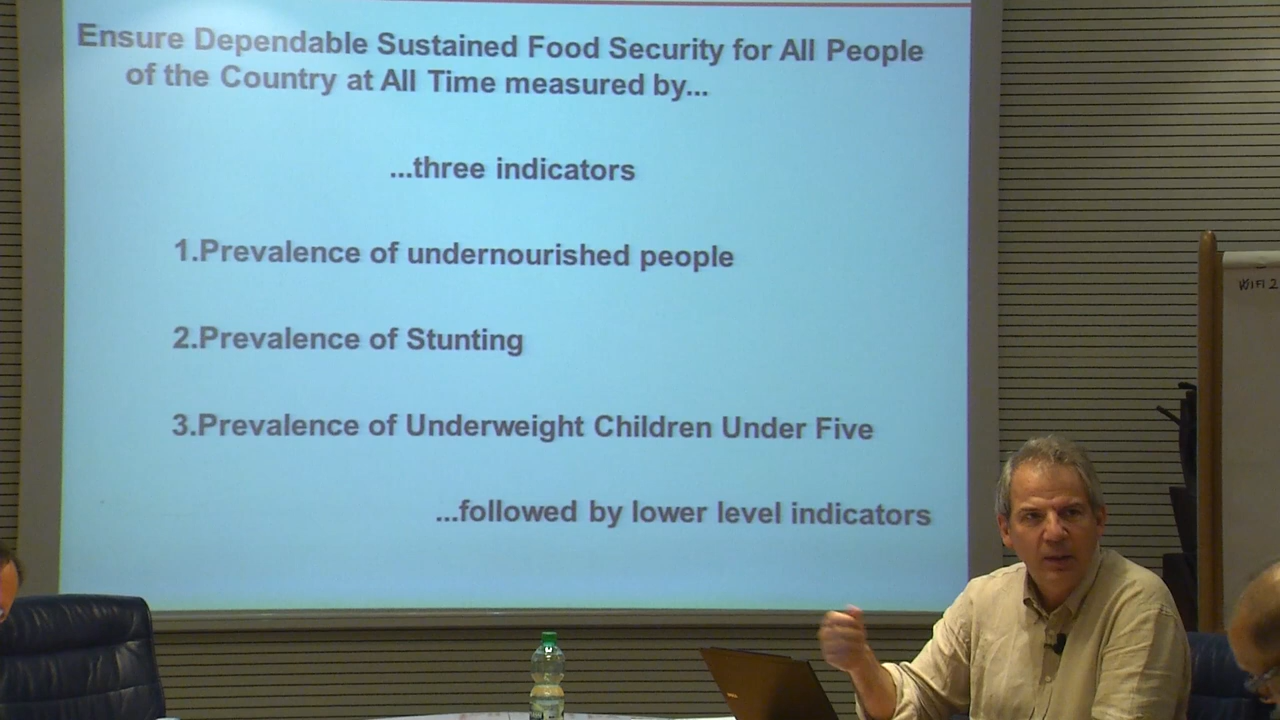 Ensure Dependable Sustained Food Security for All People
of the Country at All Time measured by...
...three indicators
1.Prevalence of undernourished people
2.Prevalence of Stunting
3.Prevalence of Underweight Children Under Five
...followed by lower level indicators
WIFI 2